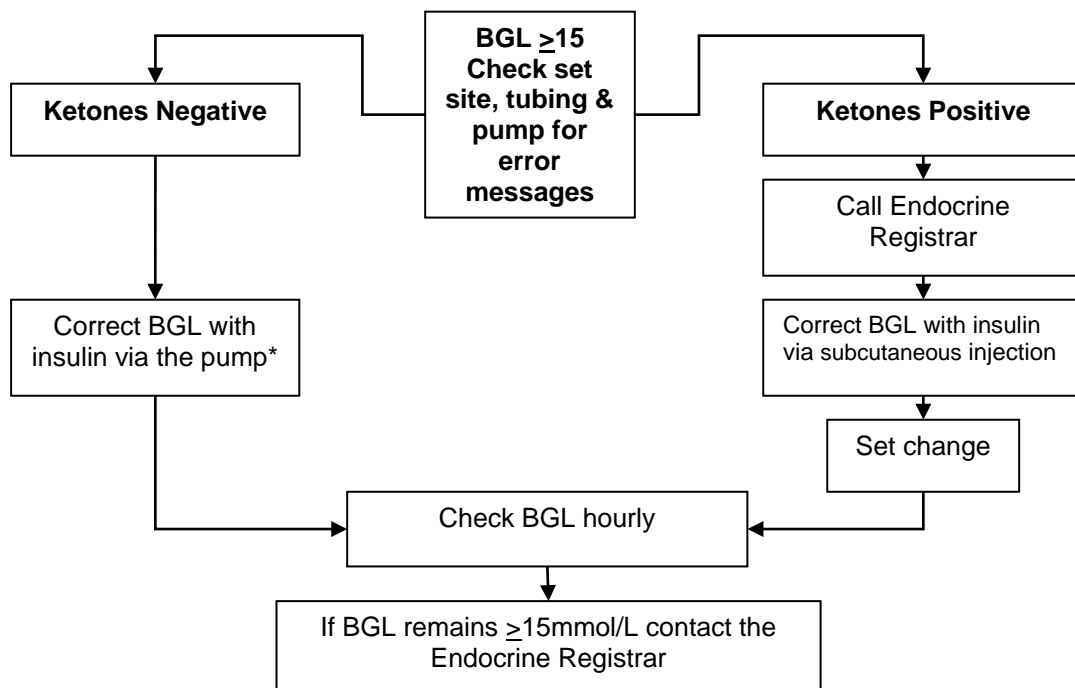 BGL ≥15
Check set
site, tubing &
pump for
error
messages
Ketones Negative
Ketones Positive
Call Endocrine
Registrar
Correct BGL with
insulin via the pump*
Correct BGL with insulin
via subcutaneous injection
Set change
Check BGL hourly
If BGL remains ≥15mmol/L contact the
Endocrine Registrar